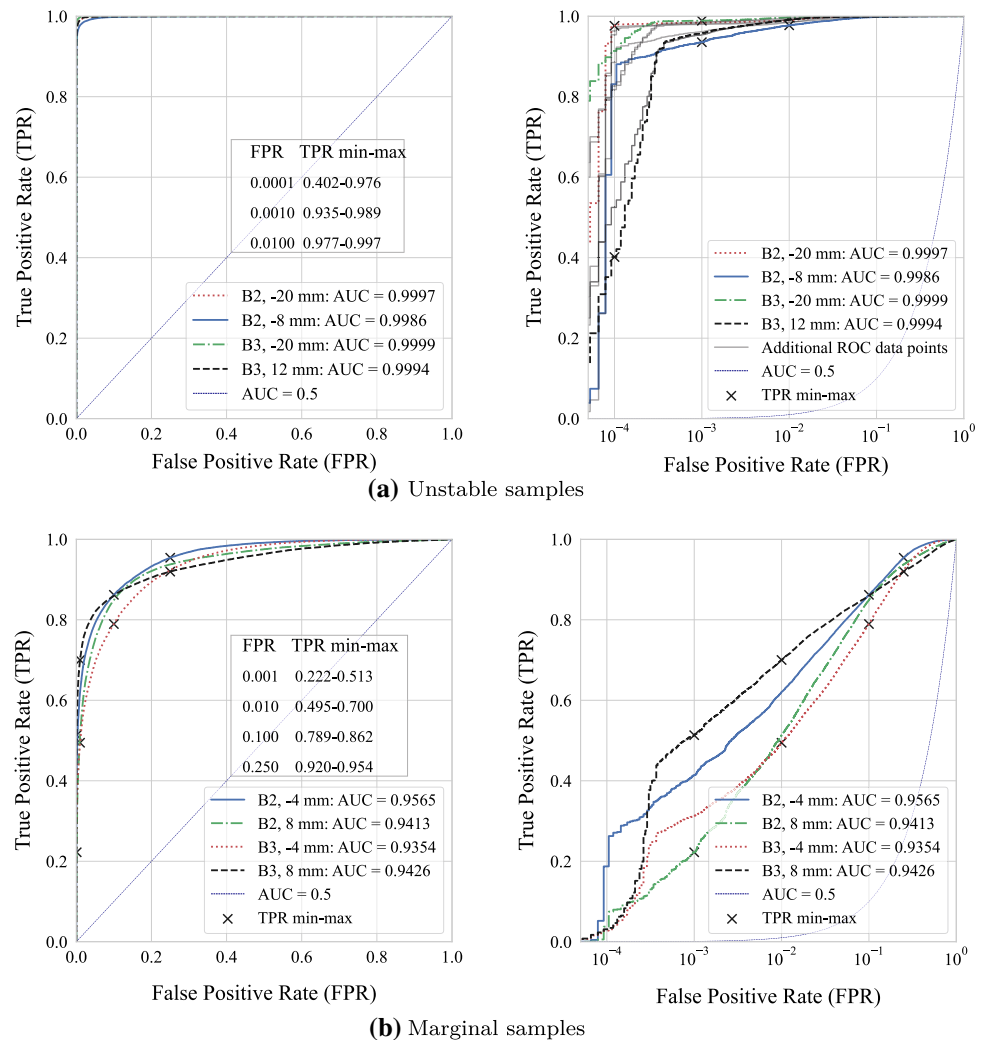 True Positive Rate (TPR)
1.0
0.8
0.6
0.4
0.2
0.0
FPR TPR min-max
0.0001 0.402-0.976
0.0010 0.935-0.989
0.0100 0.977-0.997
B2, -20 mm: AUC = 0.9997
B2, -8 mm: AUC = 0.9986
B3, -20 mm: AUC = 0.9999
B3, 12 mm: AUC = 0.9994
AUC = 0.5
0.0 0.2 0.4 0.6 0.8 1.0
False Positive Rate (FPR)
True Positive Rate (TPR)
1.0
0.8
0.6
0.4
0.2
0.0
B2, -20 mm: AUC = 0.9997
B2, -8 mm: AUC = 0.9986
B3, -20 mm: AUC = 0.9999
B3, 12 mm: AUC = 0.9994
Additional ROC data points
AUC = 0.5
TPR min-max
10⁻⁴ 10⁻³ 10⁻² 10⁻¹ 10⁰
False Positive Rate (FPR)
(a) Unstable samples
True Positive Rate (TPR)
1.0
0.8
0.6
0.4
0.2
0.0
FPR TPR min-max
0.001 0.222-0.513
0.010 0.495-0.700
0.100 0.789-0.862
0.250 0.920-0.954
B2, -4 mm: AUC = 0.9565
B2, 8 mm: AUC = 0.9413
B3, -4 mm: AUC = 0.9354
B3, 8 mm: AUC = 0.9426
AUC = 0.5
TPR min-max
0.0 0.2 0.4 0.6 0.8 1.0
False Positive Rate (FPR)
True Positive Rate (TPR)
1.0
0.8
0.6
0.4
0.2
0.0
B2, -4 mm: AUC = 0.9565
B2, 8 mm: AUC = 0.9413
B3, -4 mm: AUC = 0.9354
B3, 8 mm: AUC = 0.9426
AUC = 0.5
TPR min-max
10⁻⁴ 10⁻³ 10⁻² 10⁻¹ 10⁰
False Positive Rate (FPR)
(b) Marginal samples